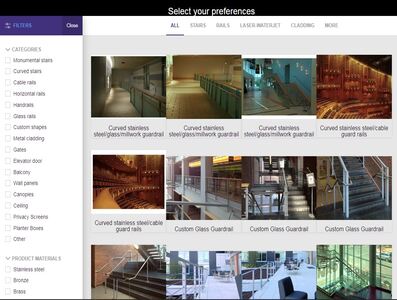 Select your preferences
FILTERS
Close
ALL STAIRS RAILS LASER-WATERJET CLADDING MORE
CATEGORIES
Monumental stairs
Curved stairs
Cable rails
Horizontal rails
Handrails
Glass rails
Custom shapes
Metal cladding
Gates
Elevator door
Balcony
Wall panels
Canopies
Ceiling
Privacy Screens
Planter Boxes
Other
PRODUCT MATERIALS
Stainless steel
Bronze
Brass
Curved stainless
steel/glass/millwork guardrail
Curved stainless
steel/glass/millwork guardrail
Curved stainless
steel/glass/millwork guardrail
Curved stainless steel/cable
guard rails
Curved stainless steel/cable
guard rails
Custom Glass Guardrail
Custom Glass Guardrail
Custom Glass Guardrail